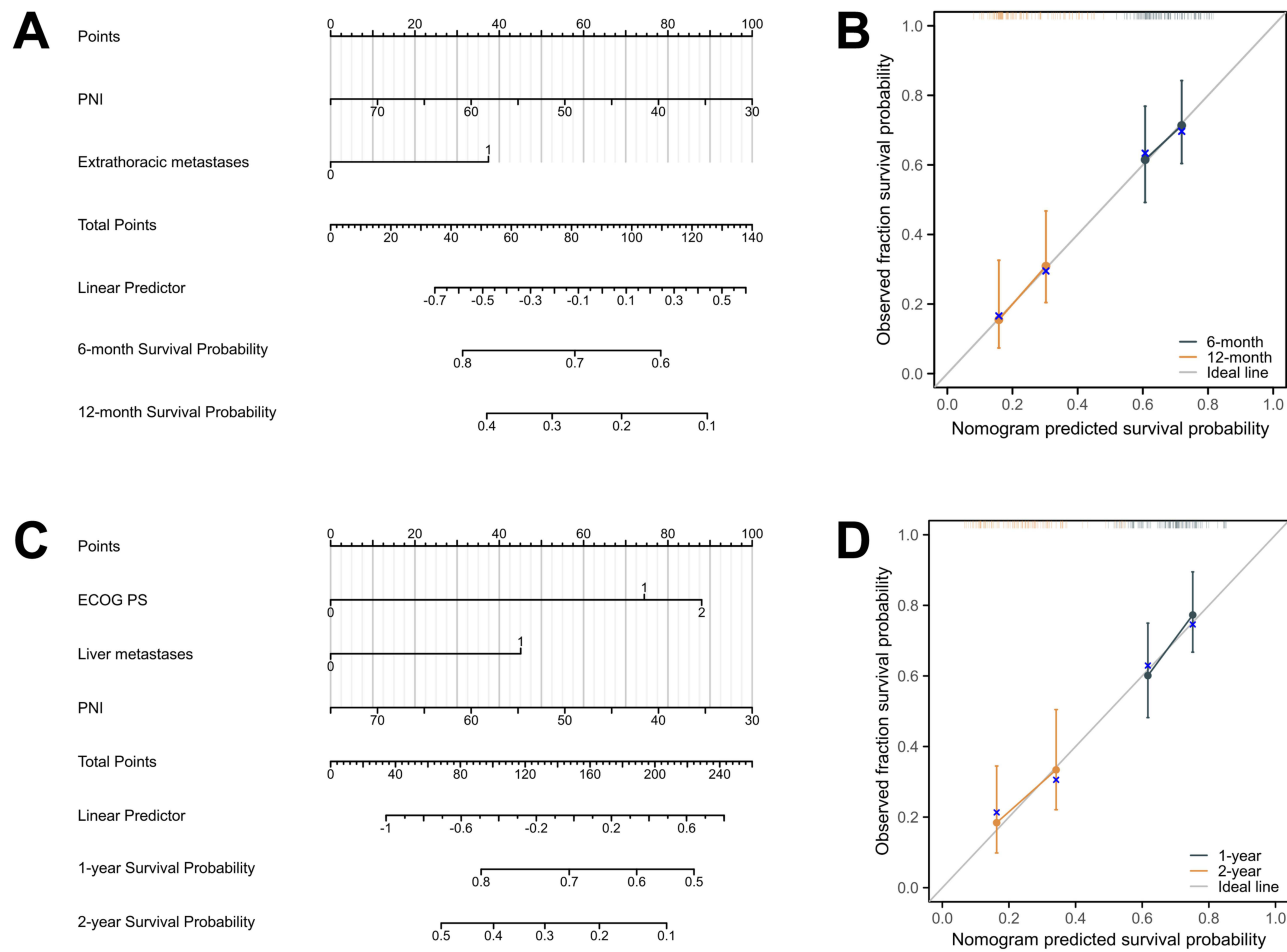 A
Points
0 20 40 60 80 100
PNI
70 60 50 40 30
Extrathoracic metastases
0 1
Total Points
0 20 40 60 80 100 120 140
Linear Predictor
-0.7 -0.5 -0.3 -0.1 0.1 0.3 0.5
6-month Survival Probability
0.8 0.7 0.6
12-month Survival Probability
0.4 0.3 0.2 0.1
B
Observed fraction survival probability
1.0
0.8
0.6
0.4
0.2
0.0
6-month
12-month
Ideal line
0.0 0.2 0.4 0.6 0.8 1.0
Nomogram predicted survival probability
C
Points
0 20 40 60 80 100
ECOG PS
0 1 2
Liver metastases
0 1
PNI
70 60 50 40 30
Total Points
0 40 80 120 160 200 240
Linear Predictor
-1 -0.6 -0.2 0.2 0.6
1-year Survival Probability
0.8 0.7 0.6 0.5
2-year Survival Probability
0.5 0.4 0.3 0.2 0.1
D
Observed fraction survival probability
1.0
0.8
0.6
0.4
0.2
0.0
1-year
2-year
Ideal line
0.0 0.2 0.4 0.6 0.8 1.0
Nomogram predicted survival probability